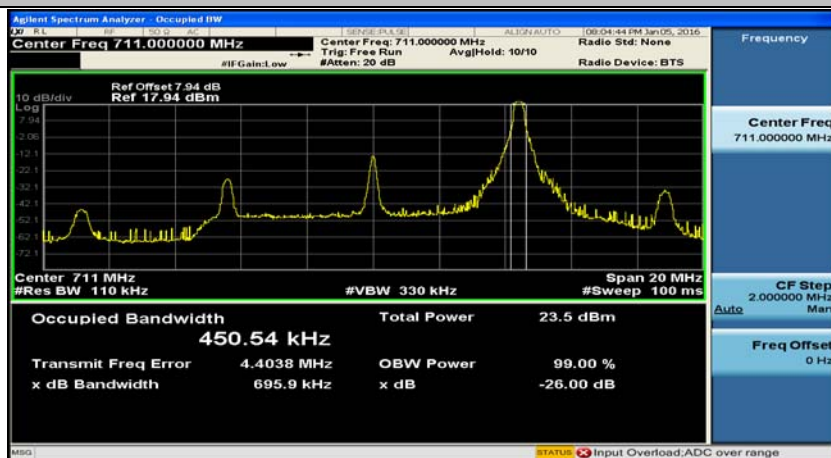 Agilent Spectrum Analyzer - Occupied BW
RL RF 50 Ω AC SENSE:PULSE ALIGN AUTO 08:04:44 PM Jan 05, 2016
Center Freq 711.000000 MHz
Center Freq: 711.000000 MHz
Radio Std: None
Trig: Free Run Avg|Hold: 10/10
#IFGain:Low #Atten: 20 dB Radio Device: BTS
Ref Offset 7.94 dB
10 dB/div Ref 17.94 dBm
Log
7.94
-2.06
-12.1
-22.1
-32.1
-42.1
-52.1
-62.1
-72.1
Center 711 MHz Span 20 MHz
#Res BW 110 kHz #VBW 330 kHz #Sweep 100 ms
Occupied Bandwidth Total Power 23.5 dBm
450.54 kHz
Transmit Freq Error 4.4038 MHz OBW Power 99.00 %
x dB Bandwidth 695.9 kHz x dB -26.00 dB
MSG STATUS Input Overload;ADC over range
Frequency
Center Freq
711.000000 MHz
CF Step
2.000000 MHz
Auto Man
Freq Offset
0 Hz